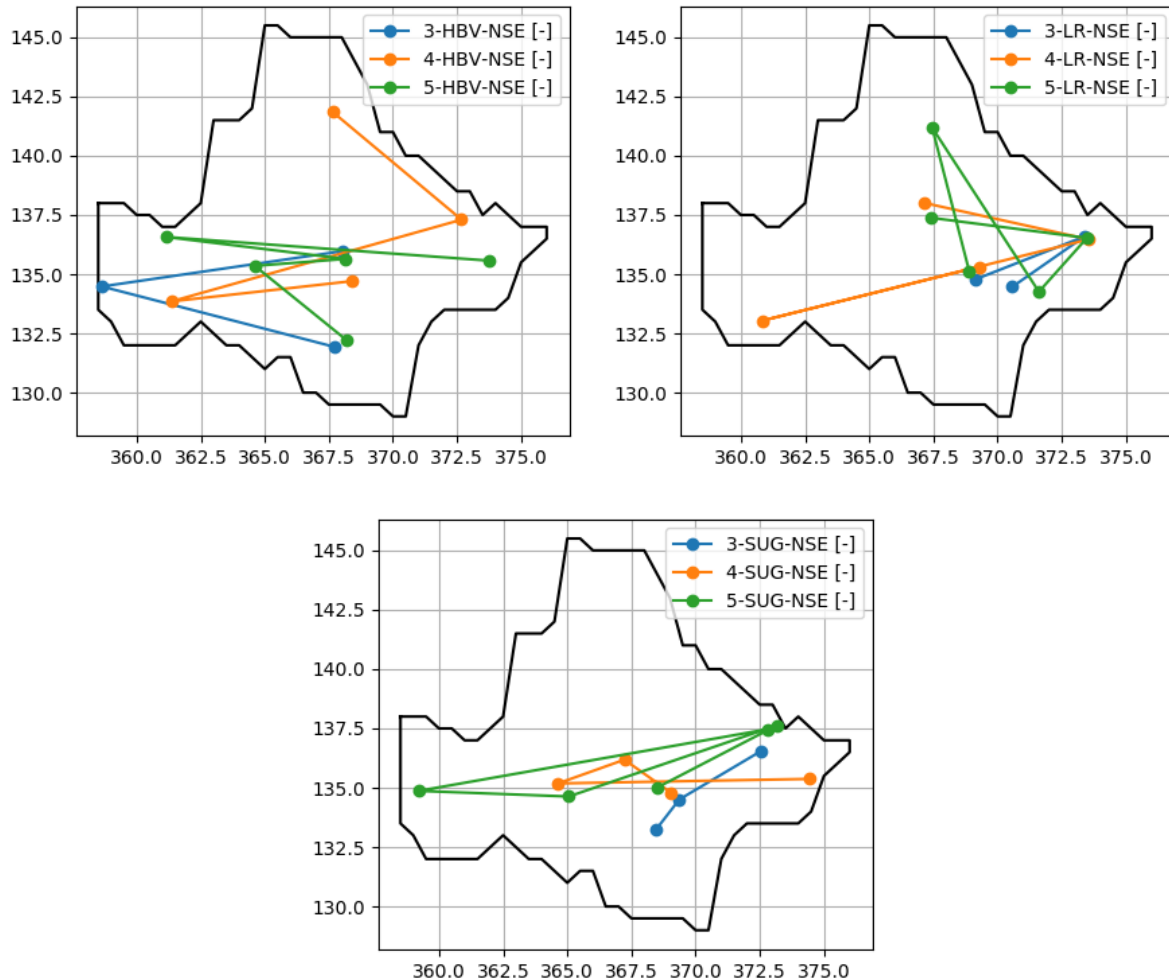 3-HBV-NSE [-]
4-HBV-NSE [-]
5-HBV-NSE [-]
145.0
142.5
140.0
137.5
135.0
132.5
130.0
360.0 362.5 365.0 367.5 370.0 372.5 375.0
3-LR-NSE [-]
4-LR-NSE [-]
5-LR-NSE [-]
145.0
142.5
140.0
137.5
135.0
132.5
130.0
360.0 362.5 365.0 367.5 370.0 372.5 375.0
3-SUG-NSE [-]
4-SUG-NSE [-]
5-SUG-NSE [-]
145.0
142.5
140.0
137.5
135.0
132.5
130.0
360.0 362.5 365.0 367.5 370.0 372.5 375.0